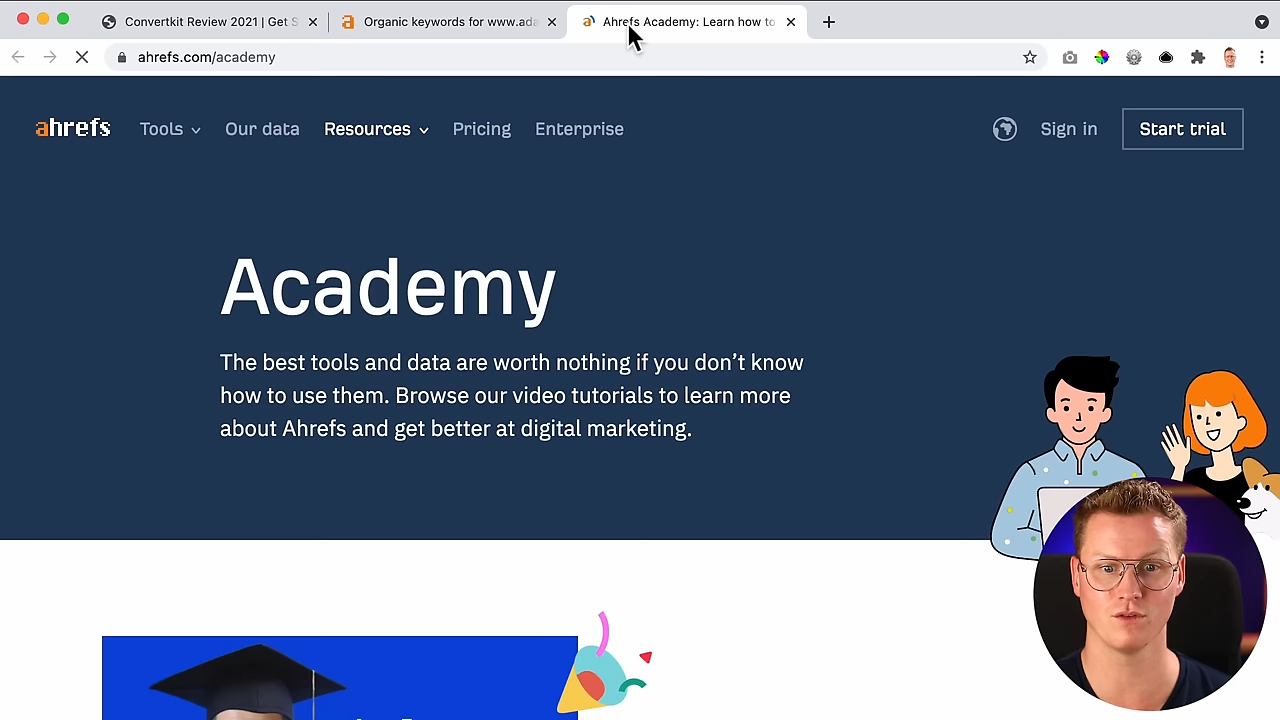 Convertkit Review 2021 | Get S
Organic keywords for www.ada
Ahrefs Academy: Learn how to
ahrefs.com/academy
ahrefs
Tools
Our data
Resources
Pricing
Enterprise
Sign in
Start trial
Academy
The best tools and data are worth nothing if you don’t know
how to use them. Browse our video tutorials to learn more
about Ahrefs and get better at digital marketing.